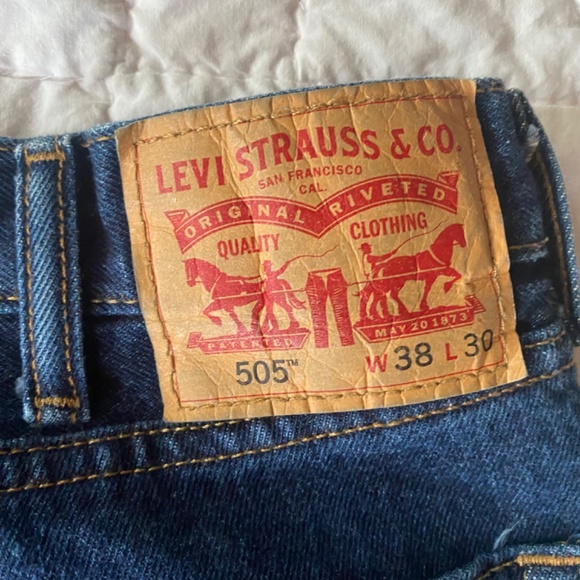 LEVI STRAUSS & CO.
SAN FRANCISCO
CAL.
ORIGINAL RIVETED
QUALITY CLOTHING
PATENTED MAY 20 1873
505™ W 38 L 30